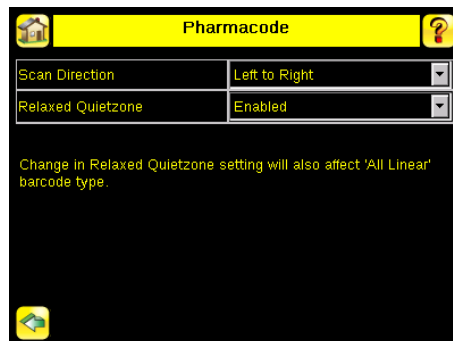 Pharmacode
Scan Direction Left to Right
Relaxed Quietzone Enabled
Change in Relaxed Quietzone setting will also affect 'All Linear'
barcode type.